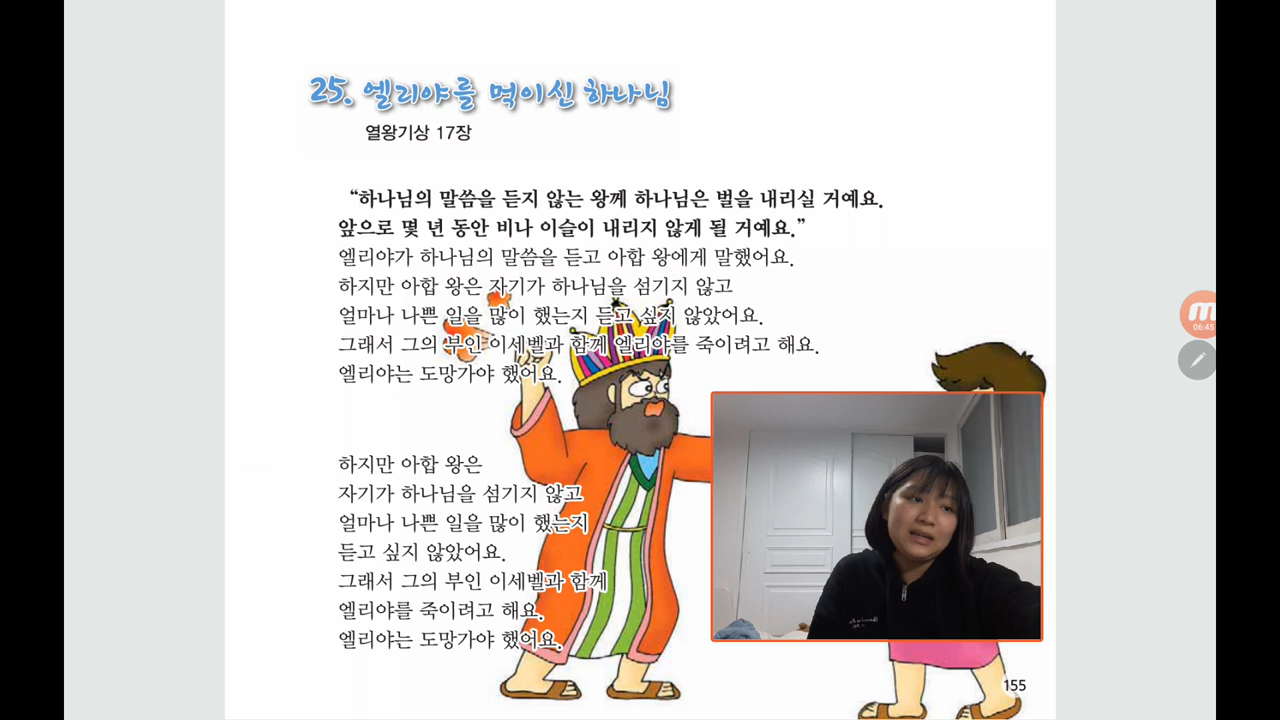 25. 엘리야를 먹이신 하나님
열왕기상 17장
“하나님의 말씀을 듣지 않는 왕께 하나님은 벌을 내리실 거예요.
앞으로 몇 년 동안 비나 이슬이 내리지 않게 될 거예요.”
엘리야가 하나님의 말씀을 듣고 아합 왕에게 말했어요.
하지만 아합 왕은 자기가 하나님을 섬기지 않고
얼마나 나쁜 일을 많이 했는지 듣고 싶지 않았어요.
그래서 그의 부인 이세벨과 함께 엘리야를 죽이려고 해요.
엘리야는 도망가야 했어요.
하지만 아합 왕은
자기가 하나님을 섬기지 않고
얼마나 나쁜 일을 많이 했는지
듣고 싶지 않았어요.
그래서 그의 부인 이세벨과 함께
엘리야를 죽이려고 해요.
엘리야는 도망가야 했어요.
155
06:45